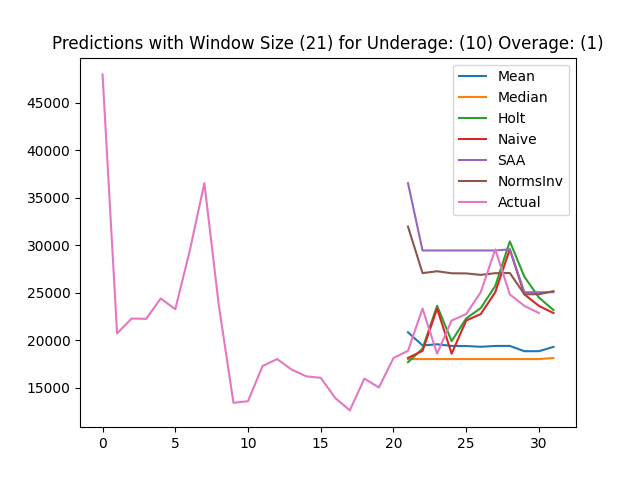 Predictions with Window Size (21) for Underage: (10) Overage: (1)
Mean
Median
Holt
Naive
SAA
NormsInv
Actual
45000
40000
35000
30000
25000
20000
15000
0 5 10 15 20 25 30